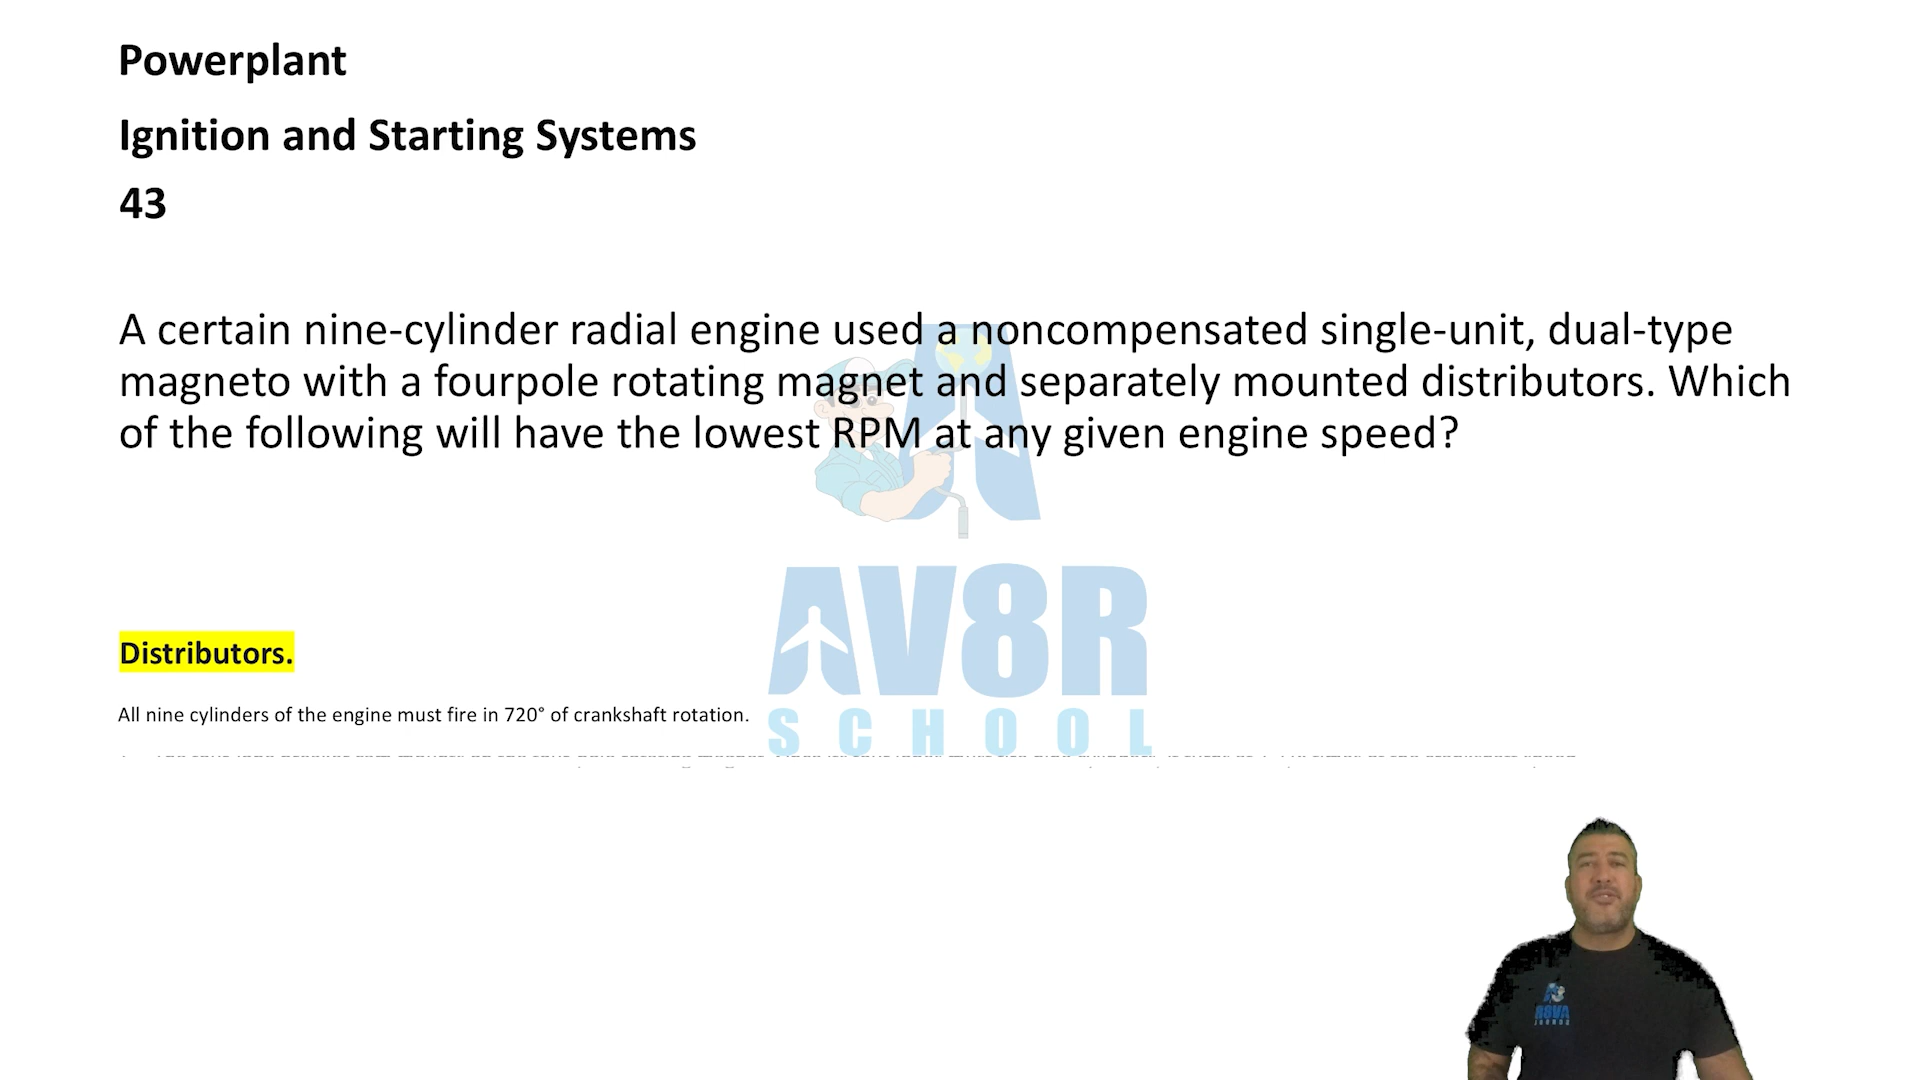 Powerplant
Ignition and Starting Systems
43
A certain nine-cylinder radial engine used a noncompensated single-unit, dual-type
magneto with a fourpole rotating magnet and separately mounted distributors. Which
of the following will have the lowest RPM at any given engine speed?
Distributors.
All nine cylinders of the engine must fire in 720° of crankshaft rotation.
AV8R
SCHOOL